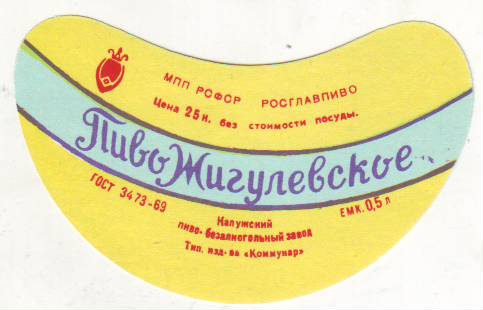 МПП РСФСР РОСГЛАВПИВО
Цена 25 к. без стоимости посуды.
Пиво Жигулевское
ГОСТ 3473-69
ЕМК. 0,5 л
Калужский
пиво-безалкогольный завод
Тип. изд-ва «Коммунар»